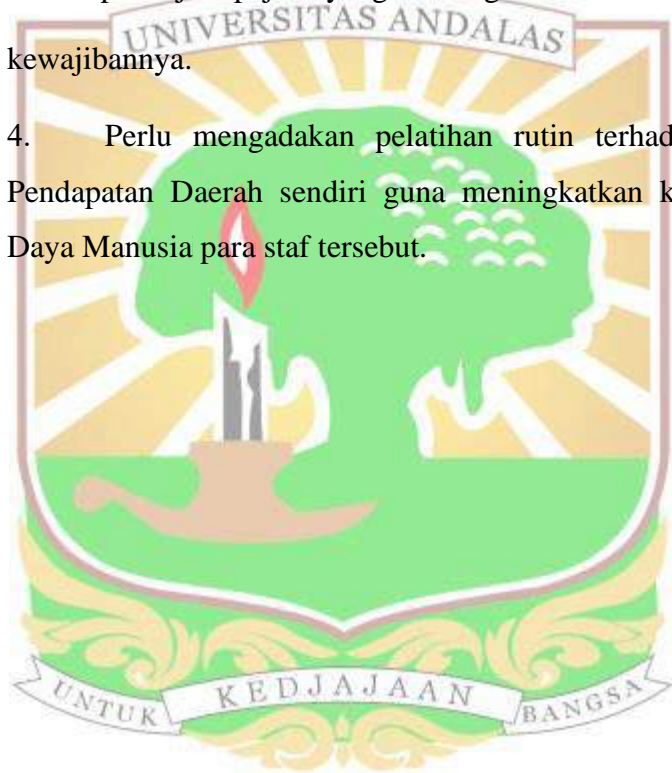 UNIVERSITAS ANDALAS
kewajibannya.
4. Perlu mengadakan pelatihan rutin terhad
Pendapatan Daerah sendiri guna meningkatkan k
Daya Manusia para staf tersebut.
UNTUK KEDJAJAAN BANGSA